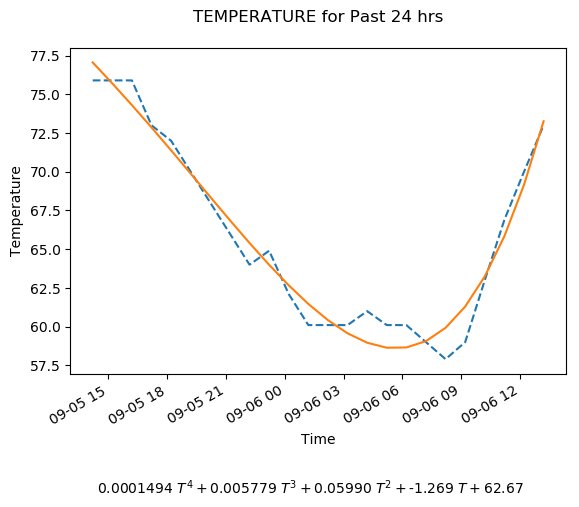 TEMPERATURE for Past 24 hrs
77.5
75.0
72.5
70.0
67.5
65.0
62.5
60.0
57.5
Temperature
09-05 15 09-05 18 09-05 21 09-06 00 09-06 03 09-06 06 09-06 09 09-06 12
Time
0.0001494 T⁴ + 0.005779 T³ + 0.05990 T² + -1.269 T + 62.67